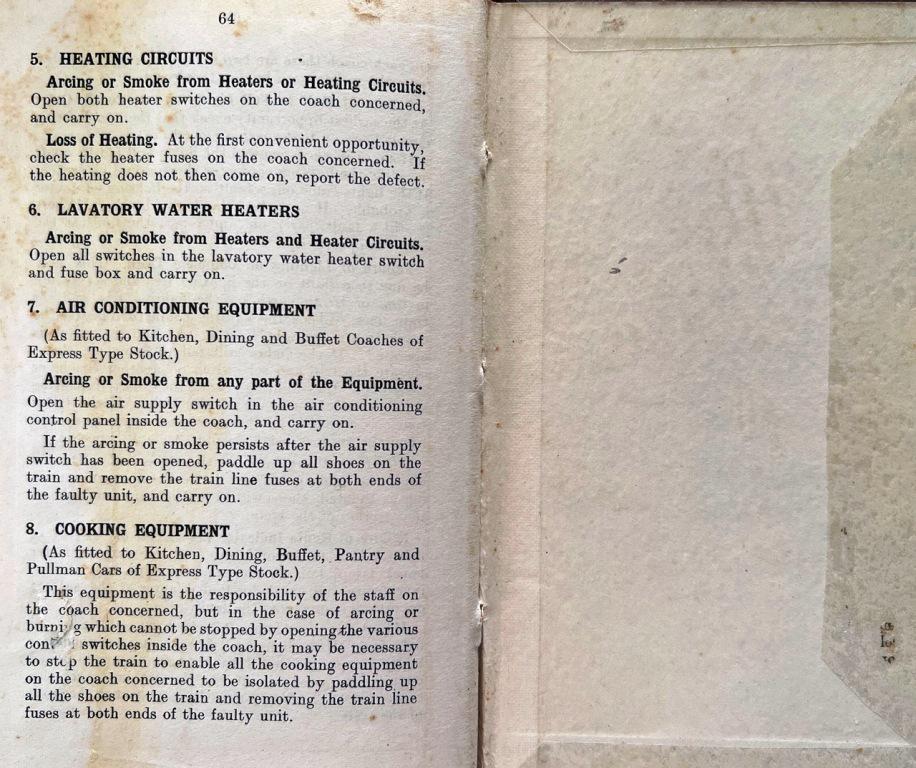 64
5. HEATING CIRCUITS
Arcing or Smoke from Heaters or Heating Circuits.
Open both heater switches on the coach concerned,
and carry on.
Loss of Heating. At the first convenient opportunity,
check the heater fuses on the coach concerned. If
the heating does not then come on, report the defect.
6. LAVATORY WATER HEATERS
Arcing or Smoke from Heaters and Heater Circuits.
Open all switches in the lavatory water heater switch
and fuse box and carry on.
7. AIR CONDITIONING EQUIPMENT
(As fitted to Kitchen, Dining and Buffet Coaches of
Express Type Stock.)
Arcing or Smoke from any part of the Equipment.
Open the air supply switch in the air conditioning
control panel inside the coach, and carry on.
If the arcing or smoke persists after the air supply
switch has been opened, paddle up all shoes on the
train and remove the train line fuses at both ends of
the faulty unit, and carry on.
8. COOKING EQUIPMENT
(As fitted to Kitchen, Dining, Buffet, Pantry and
Pullman Cars of Express Type Stock.)
This equipment is the responsibility of the staff on
the coach concerned, but in the case of arcing or
which cannot be stopped by opening the various
switches inside the coach, it may be necessary
to stop the train to enable all the cooking equipment
on the coach concerned to be isolated by paddling up
all the shoes on the train and removing the train line
fuses at both ends of the faulty unit.